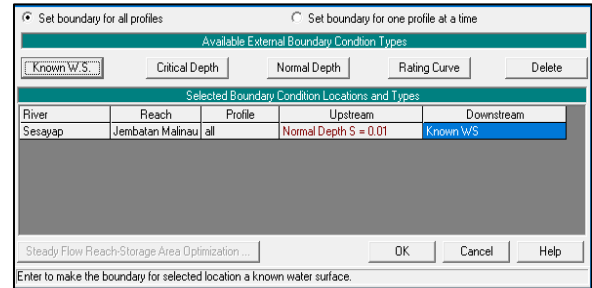 Set boundary for all profiles Set boundary for one profile at a time
Available External Boundary Condtion Types
Known W.S. Critical Depth Normal Depth Rating Curve Delete
Selected Boundary Condition Locations and Types
River Reach Profile Upstream Downstream
Sesayap Jembatan Malinau all Normal Depth S = 0.01 Known WS
Steady Flow Reach-Storage Area Optimization ... OK Cancel Help
Enter to make the boundary for selected location a known water surface.